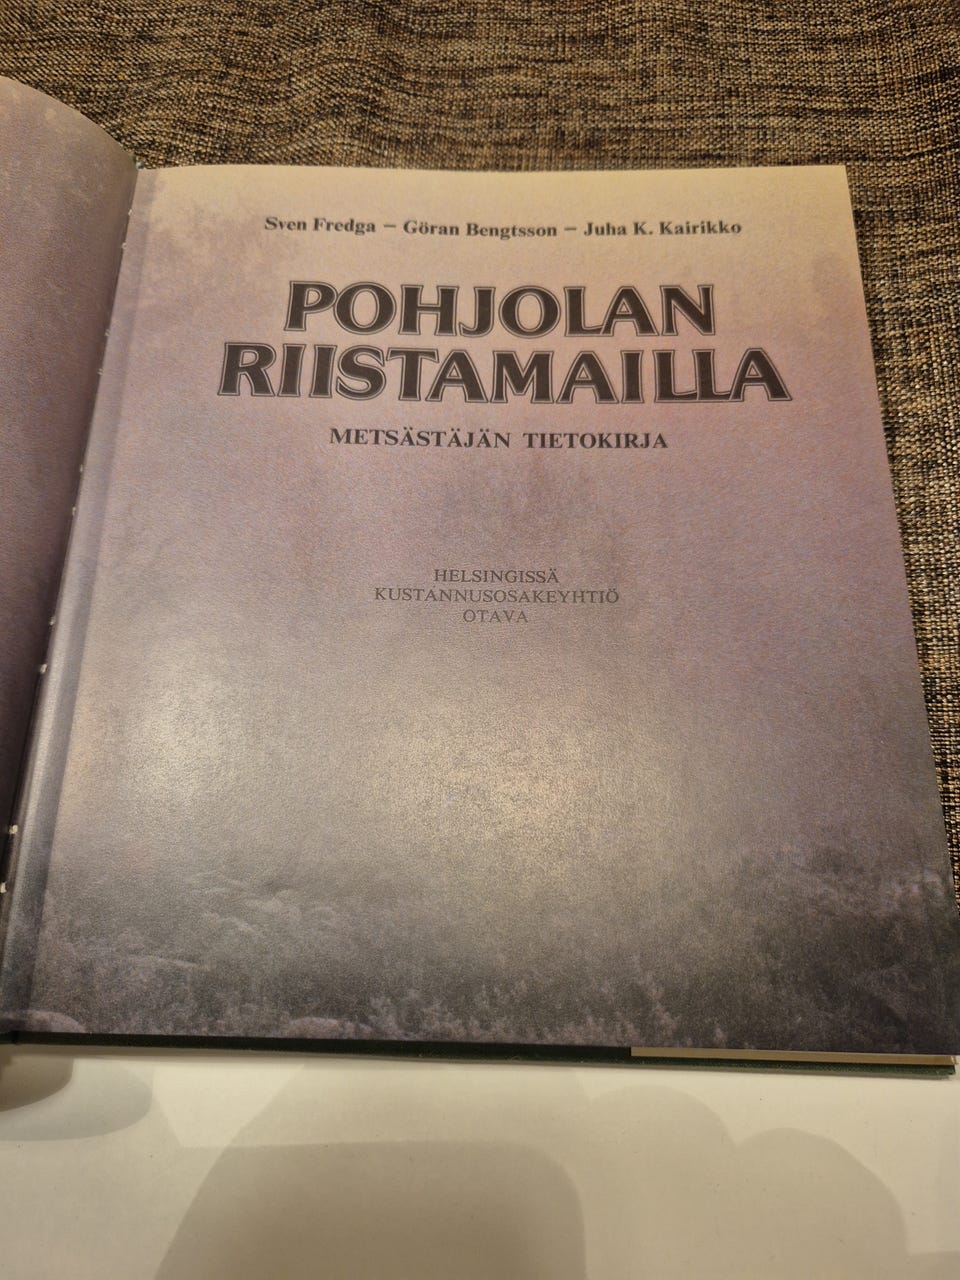 Sven Fredga – Göran Bengtsson – Juha K. Kairikko
POHJOLAN
RIISTAMAILLA
METSÄSTÄJÄN TIETOKIRJA
HELSINGISSÄ
KUSTANNUSOSAKEYHTIÖ
OTAVA